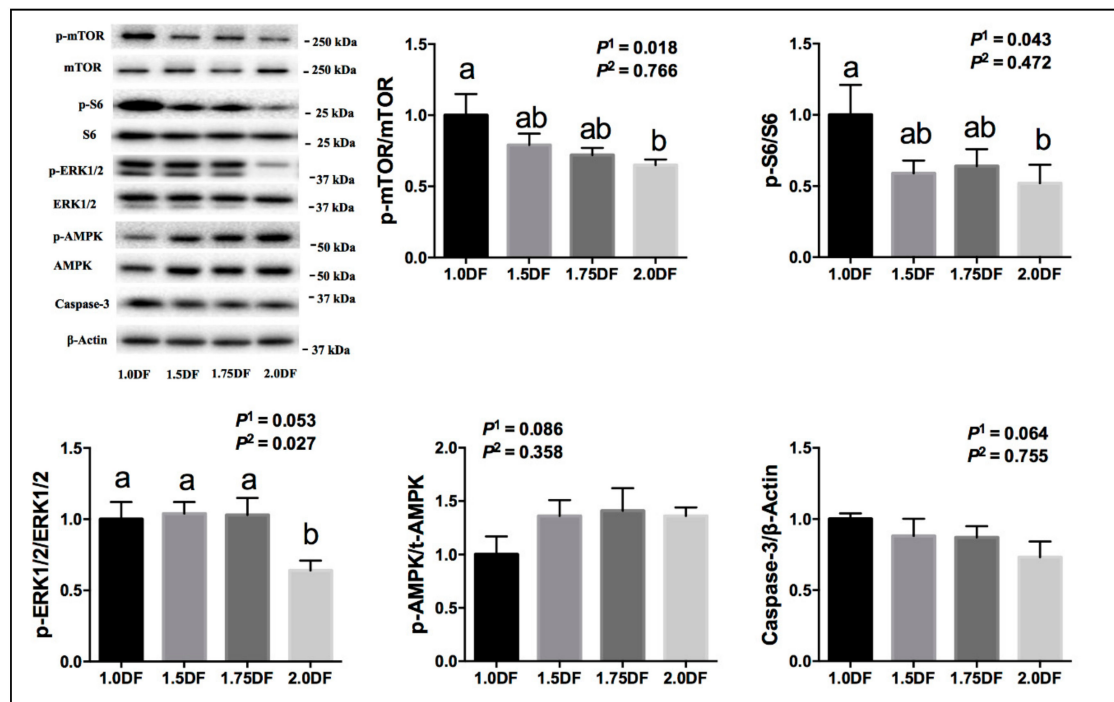 p-mTOR - 250 kDa
mTOR - 250 kDa
p-S6 - 25 kDa
S6 - 25 kDa
p-ERK1/2 - 37 kDa
ERK1/2 - 37 kDa
p-AMPK - 50 kDa
AMPK - 50 kDa
Caspase-3 - 37 kDa
β-Actin - 37 kDa
1.0DF 1.5DF 1.75DF 2.0DF
P¹ = 0.018
P² = 0.766
p-mTOR/mTOR
1.5
1.0
0.5
0.0
a ab ab b
1.0DF 1.5DF 1.75DF 2.0DF
P¹ = 0.043
P² = 0.472
p-S6/S6
1.5
1.0
0.5
0.0
a ab ab b
1.0DF 1.5DF 1.75DF 2.0DF
P¹ = 0.053
P² = 0.027
p-ERK1/2/ERK1/2
1.5
1.0
0.5
0.0
a a a b
1.0DF 1.5DF 1.75DF 2.0DF
P¹ = 0.086
P² = 0.358
p-AMPK/t-AMPK
2.0
1.5
1.0
0.5
0.0
1.0DF 1.5DF 1.75DF 2.0DF
P¹ = 0.064
P² = 0.755
Caspase-3/β-Actin
1.5
1.0
0.5
0.0
1.0DF 1.5DF 1.75DF 2.0DF